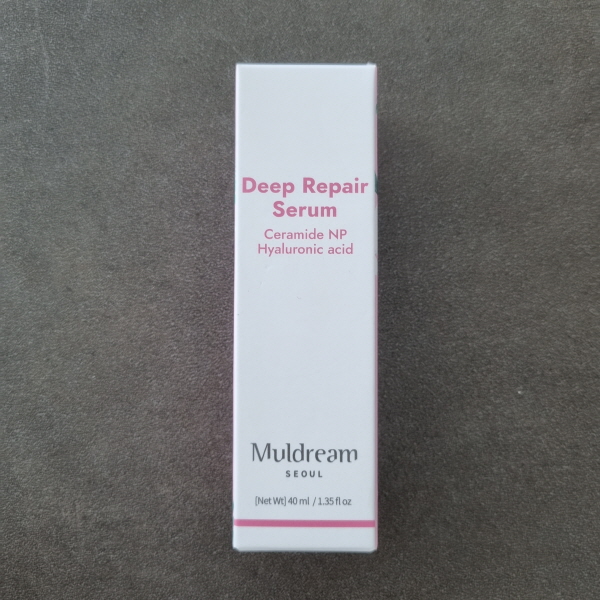 Deep Repair
Serum
Ceramide NP
Hyaluronic acid
Muldream
SEOUL
[Net Wt] 40 ml / 1.35 fl oz